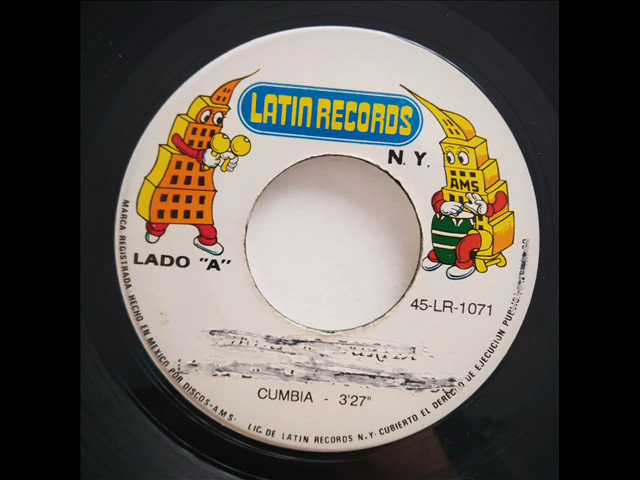 LATIN RECORDS
N.Y.
AMS
LADO "A"
45-LR-1071
CUMBIA - 3'27"
MARCA REGISTRADA HECHO EN MEXICO POR DISCOS-AMS LIC. DE LATIN RECORDS N.Y. CUBIERTO EL DERECHO DE EJECUCION